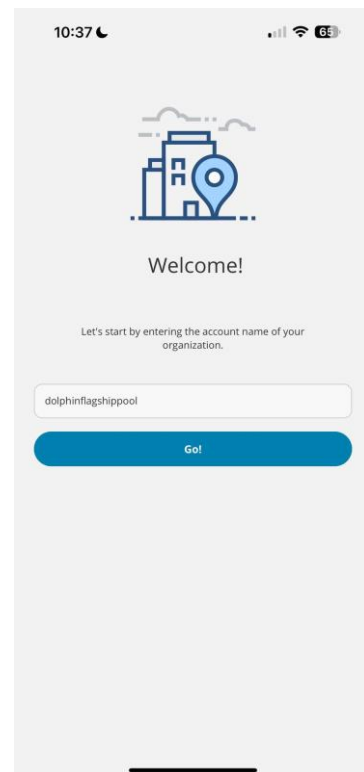 10:37
65
Welcome!
Let's start by entering the account name of your
organization.
dolphinflagshippool
Go!